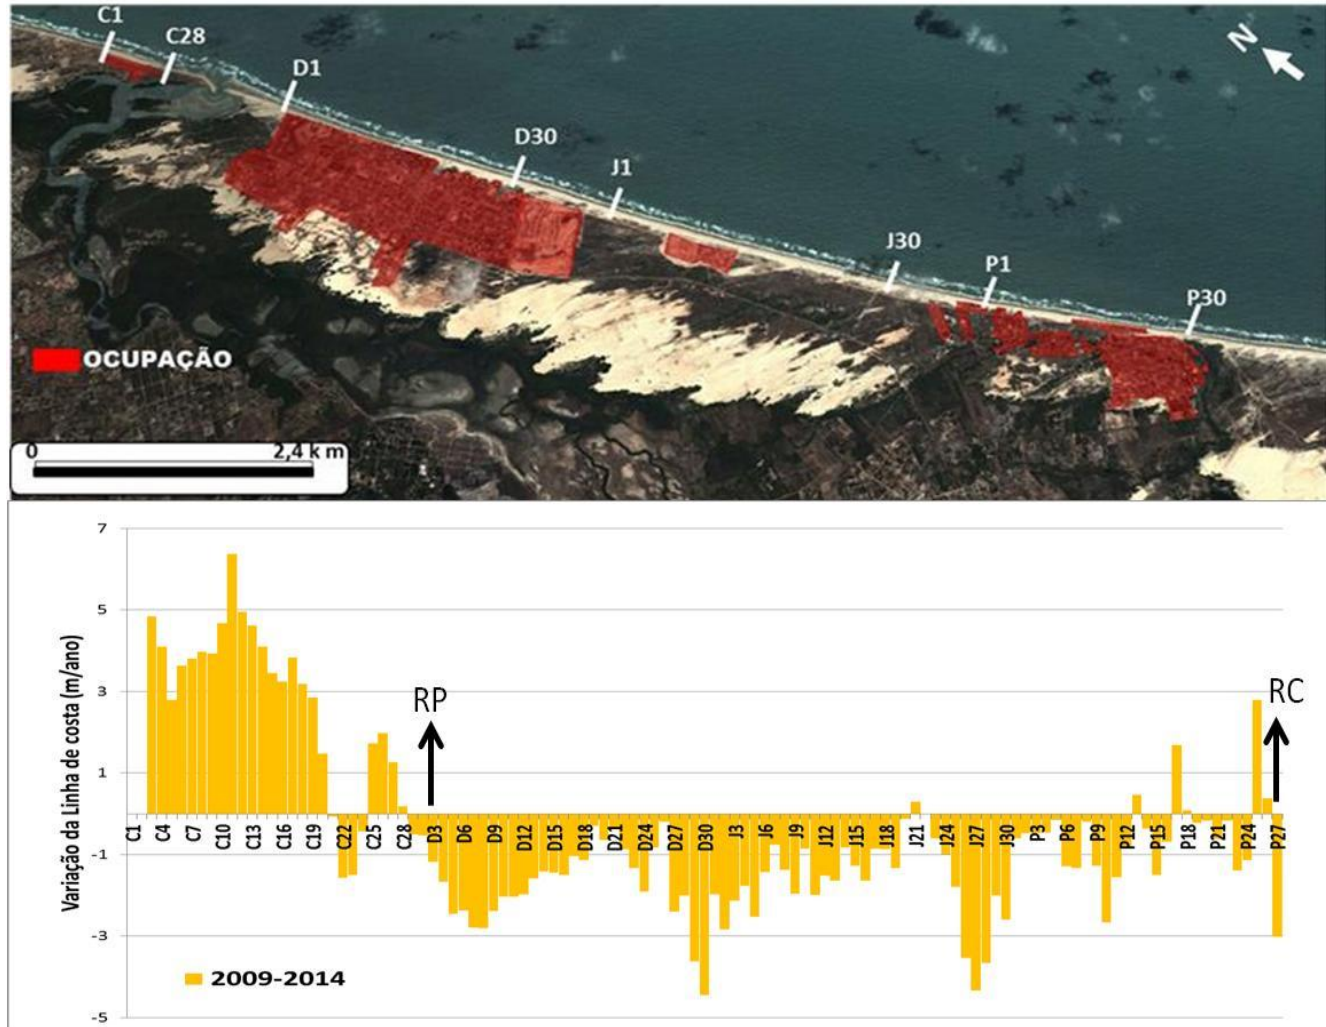 C1
C28
D1
D30
J1
J30
P1
P30
N
OCUPAÇÃO
0
2,4 k m
Variação da Linha de costa (m/ano)
7
5
3
1
-1
-3
-5
RP
RC
C1 C4 C7 C10 C13 C16 C19 C22 C25 C28 D3 D6 D9 D12 D15 D18 D21 D24 D27 D30 J3 J6 J9 J12 J15 J18 J21 J24 J27 J30 P3 P6 P9 P12 P15 P18 P21 P24 P27
2009-2014